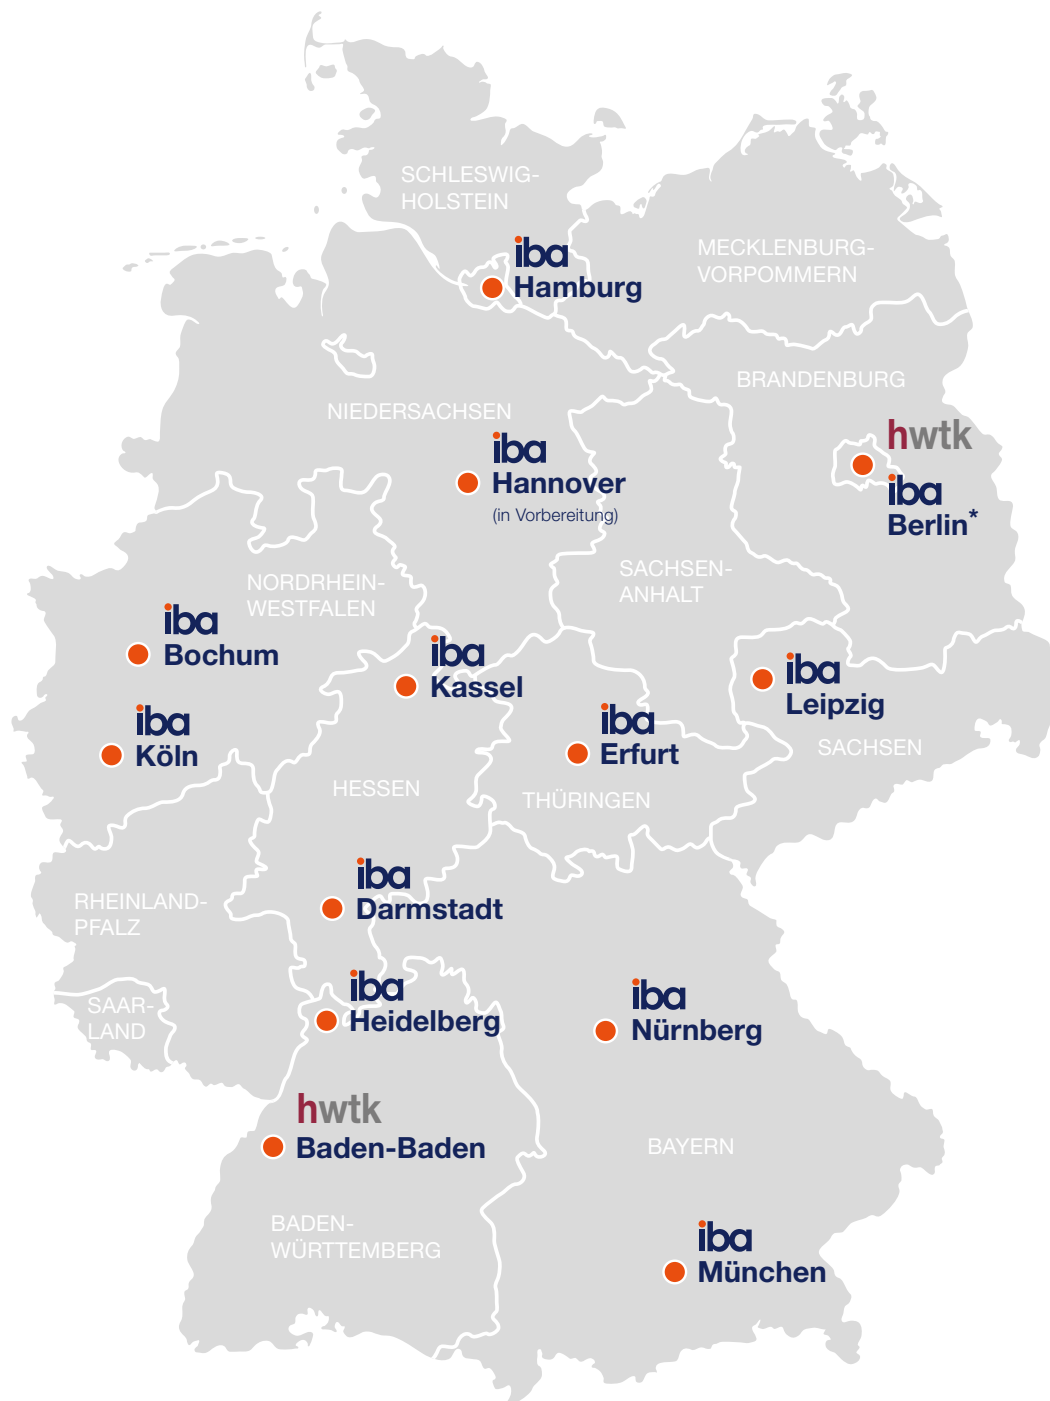 SCHLESWIG-
HOLSTEIN
iba
Hamburg
MECKLENBURG-
VORPOMMERN
BRANDENBURG
NIEDERSACHSEN
iba
Hannover
(in Vorbereitung)
hwtk
iba
Berlin*
SACHSEN-
ANHALT
NORDRHEIN-
WESTFALEN
iba
Bochum
iba
Kassel
iba
Leipzig
iba
Köln
iba
Erfurt
SACHSEN
HESSEN
THÜRINGEN
iba
Darmstadt
RHEINLAND-
PFALZ
iba
Heidelberg
iba
Nürnberg
SAAR-
LAND
hwtk
Baden-Baden
BAYERN
BADEN-
WÜRTTEMBERG
iba
München